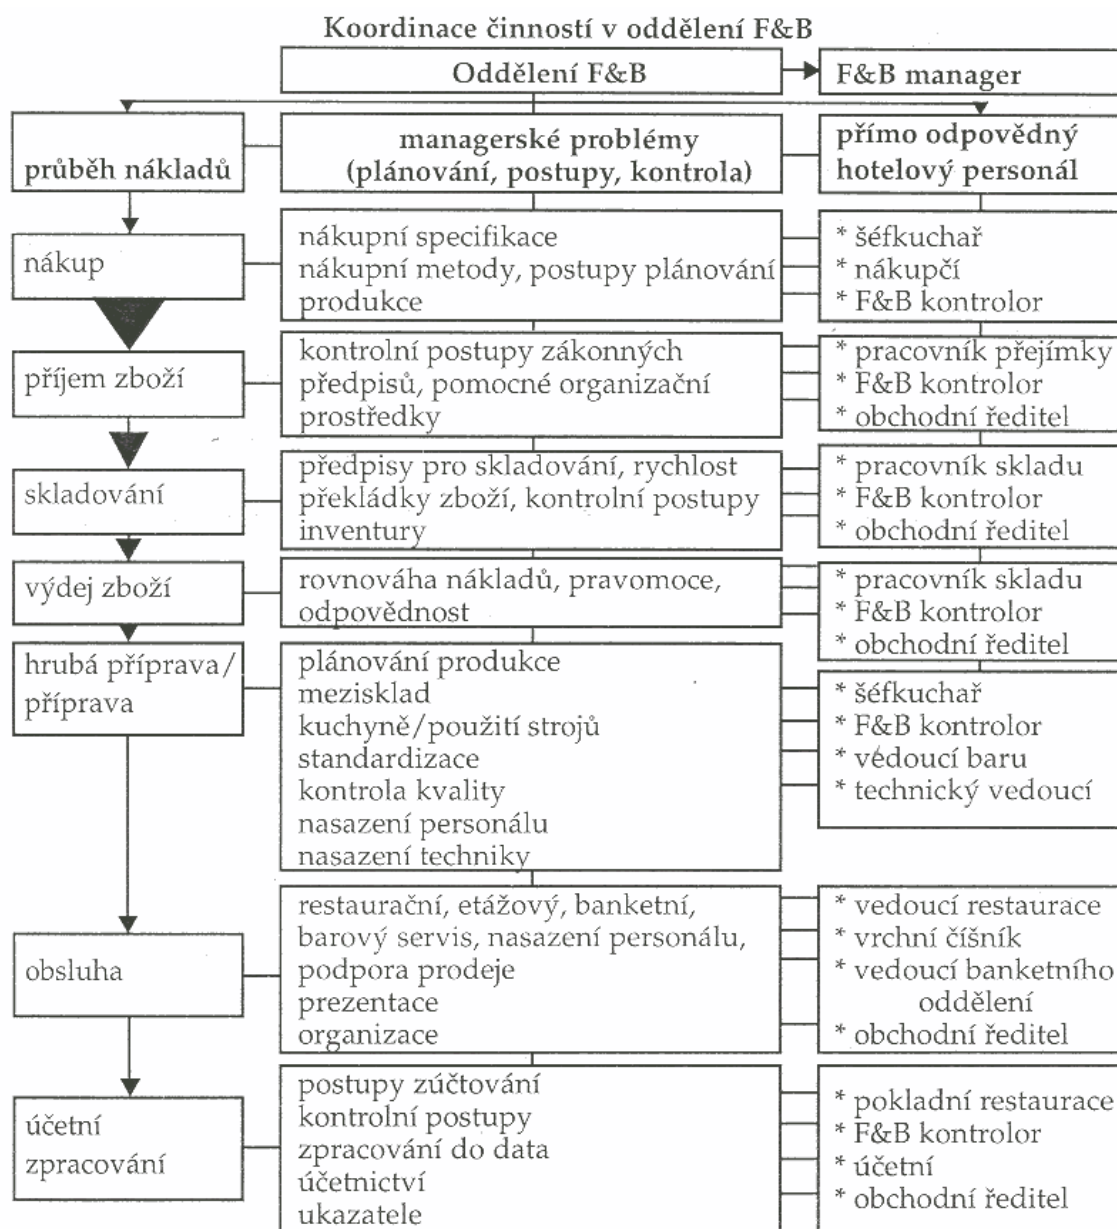 Koordinace činností v oddělení F&B
Oddělení F&B
F&B manager
průběh nákladů
managerské problémy
(plánování, postupy, kontrola)
přímo odpovědný
hotelový personál
nákup
nákupní specifikace
nákupní metody, postupy plánování
produkce
* šéfkuchař
* nákupčí
* F&B kontrolor
příjem zboží
kontrolní postupy zákonných
předpisů, pomocné organizační
prostředky
* pracovník přejímky
* F&B kontrolor
* obchodní ředitel
skladování
předpisy pro skladování, rychlost
překládky zboží, kontrolní postupy
inventury
* pracovník skladu
* F&B kontrolor
* obchodní ředitel
výdej zboží
rovnováha nákladů, pravomoce,
odpovědnost
* pracovník skladu
* F&B kontrolor
* obchodní ředitel
hrubá příprava/
příprava
plánování produkce
mezisklad
kuchyně/použití strojů
standardizace
kontrola kvality
nasazení personálu
nasazení techniky
* šéfkuchař
* F&B kontrolor
* vedoucí baru
* technický vedoucí
obsluha
restaurační, etážový, banketní,
barový servis, nasazení personálu,
podpora prodeje
prezentace
organizace
* vedoucí restaurace
* vrchní číšník
* vedoucí banketního
oddělení
* obchodní ředitel
účetní
zpracování
postupy zúčtování
kontrolní postupy
zpracování do data
účetnictví
ukazatele
* pokladní restaurace
* F&B kontrolor
* účetní
* obchodní ředitel